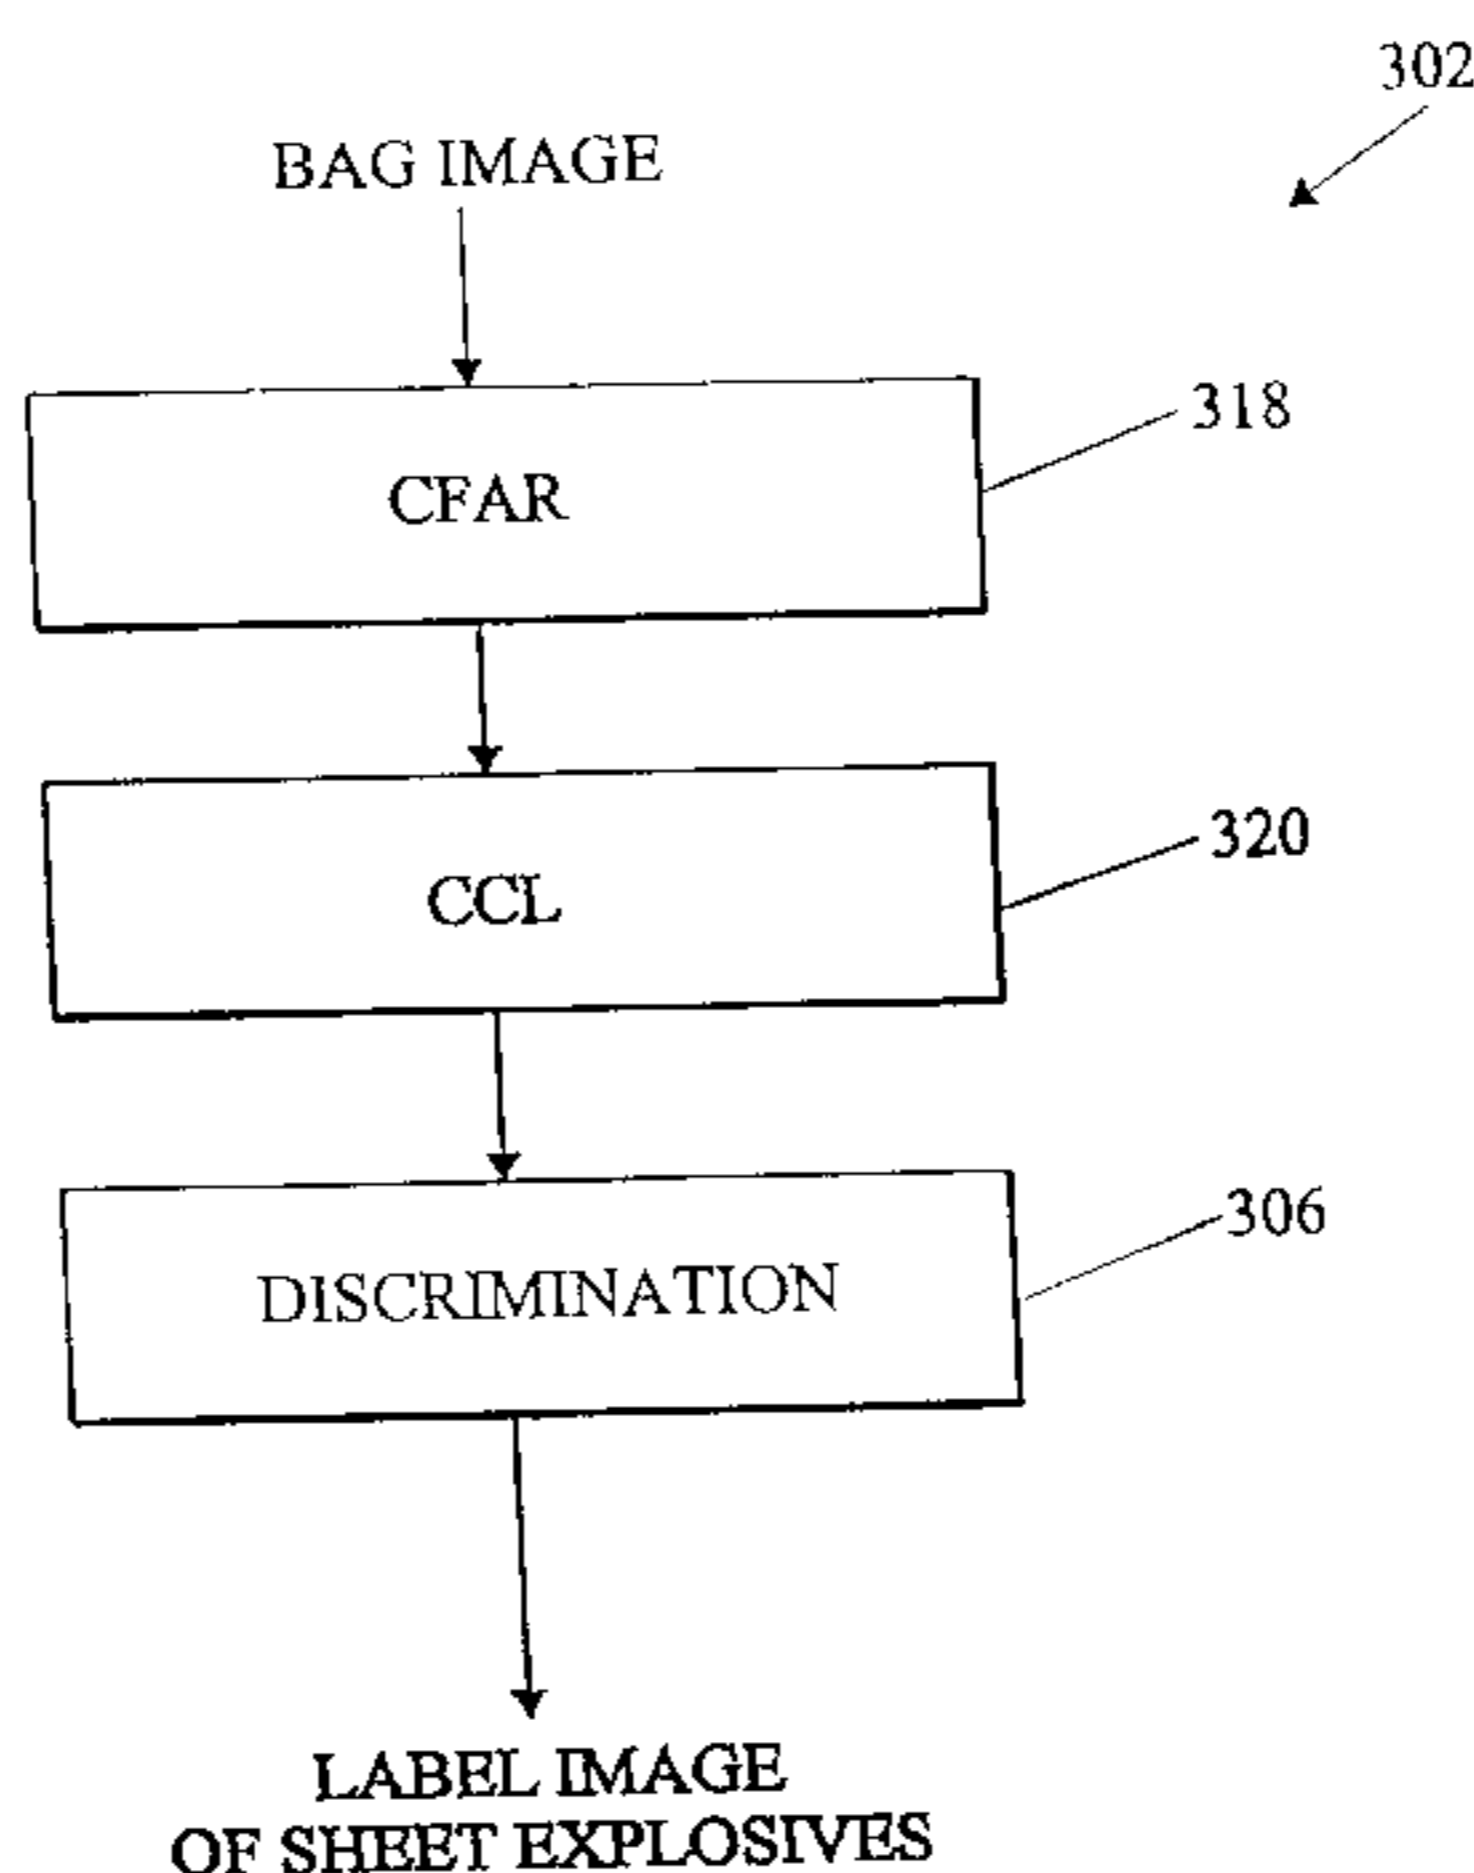 302
BAG IMAGE
318
CFAR
320
CCL
306
DISCRIMINATION
LABEL IMAGE
OF SHEET EXPLOSIVES